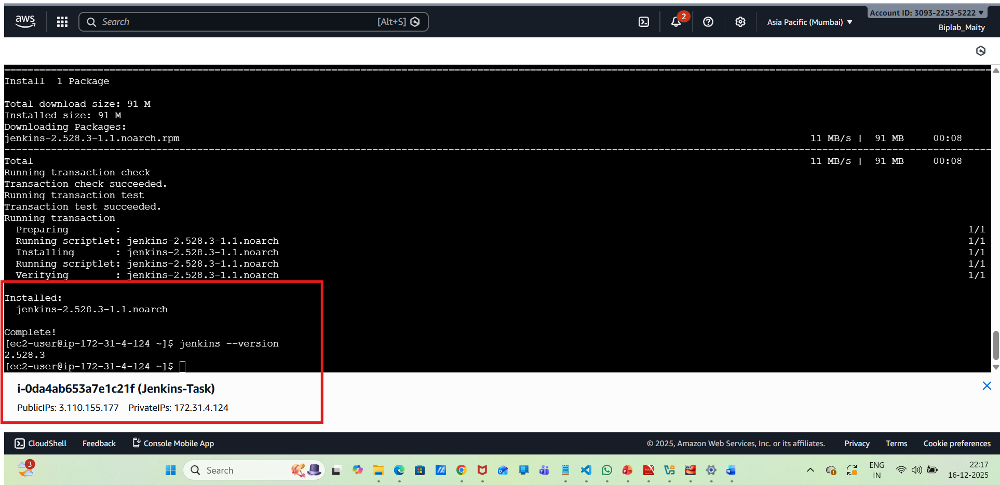 aws
Search [Alt+S]
2
Asia Pacific (Mumbai) ▼
Account ID: 3093-2253-5222 ▼
Biplab_Maity
Install  1 Package
Total download size: 91 M
Installed size: 91 M
Downloading Packages:
jenkins-2.528.3-1.1.noarch.rpm 11 MB/s | 91 MB 00:08
Total 11 MB/s | 91 MB 00:08
Running transaction check
Transaction check succeeded.
Running transaction test
Transaction test succeeded.
Running transaction
Preparing : 1/1
Running scriptlet: jenkins-2.528.3-1.1.noarch 1/1
Installing : jenkins-2.528.3-1.1.noarch 1/1
Running scriptlet: jenkins-2.528.3-1.1.noarch 1/1
Verifying : jenkins-2.528.3-1.1.noarch 1/1
Installed:
jenkins-2.528.3-1.1.noarch
Complete!
[ec2-user@ip-172-31-4-124 ~]$ jenkins --version
2.528.3
[ec2-user@ip-172-31-4-124 ~]$
i-0da4ab653a7e1c21f (Jenkins-Task)
PublicIPs: 3.110.155.177 PrivateIPs: 172.31.4.124
CloudShell Feedback Console Mobile App © 2025, Amazon Web Services, Inc. or its affiliates. Privacy Terms Cookie preferences
3
Search
ENG
IN
22:17
16-12-2025